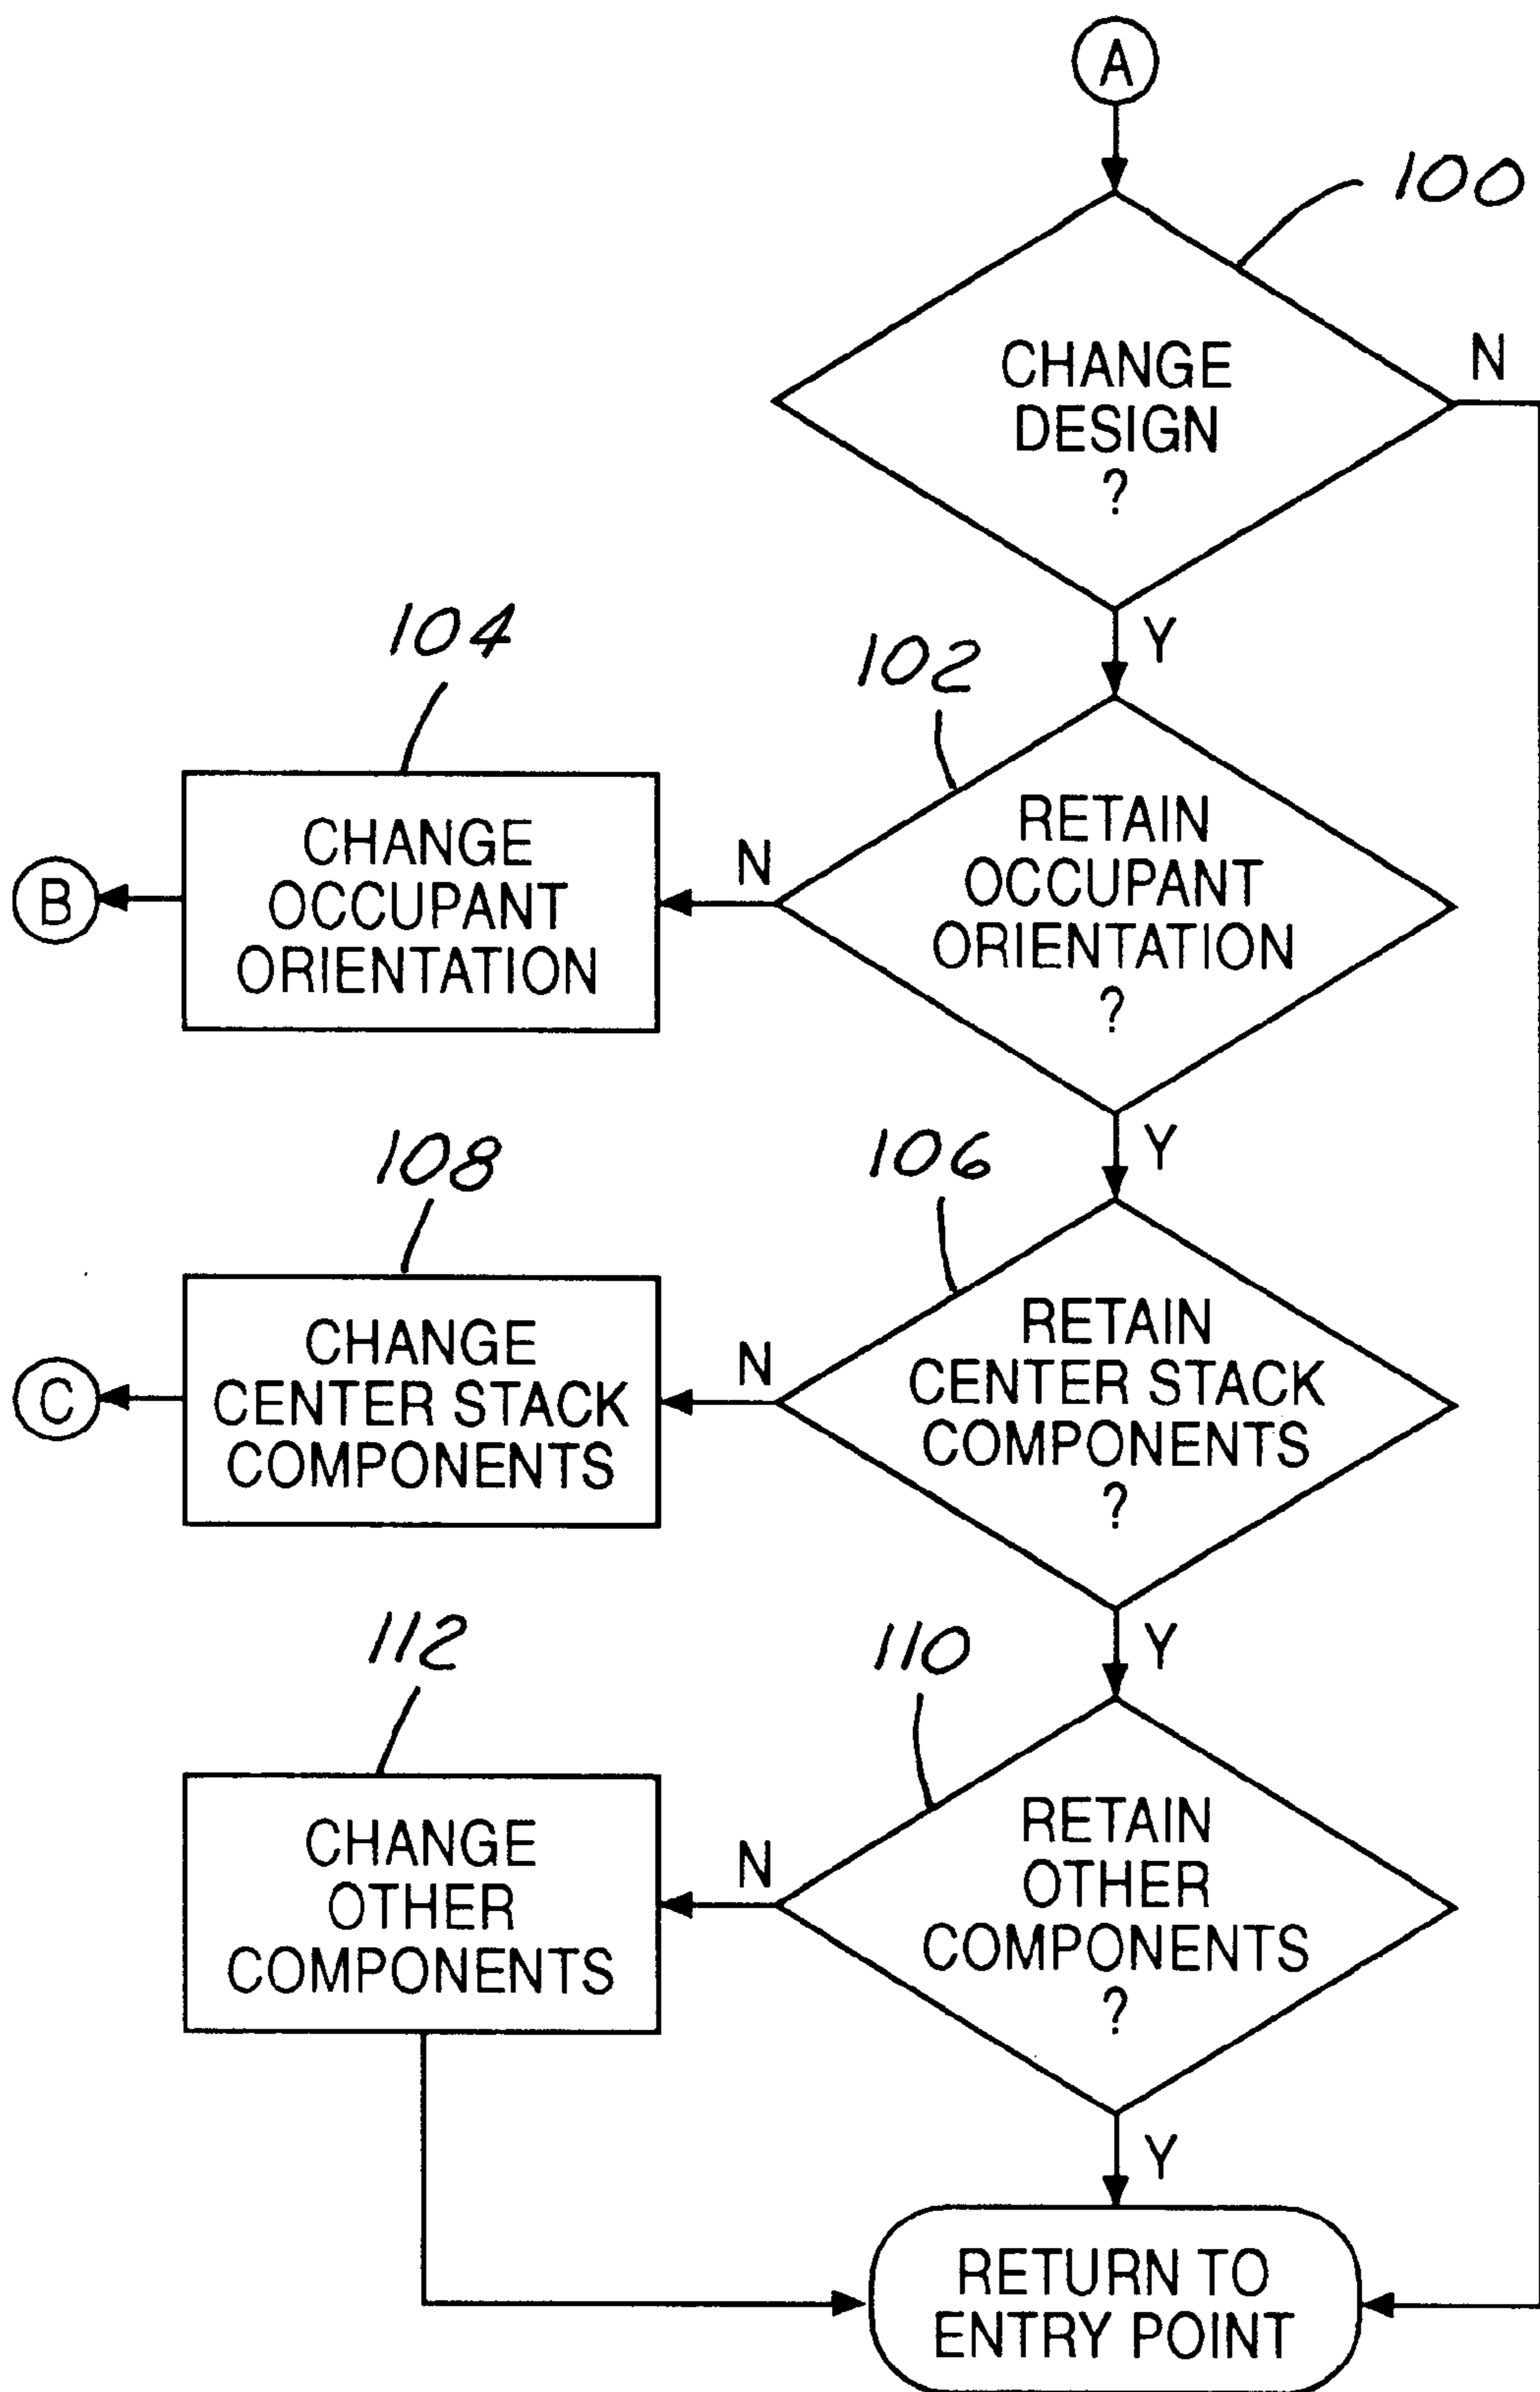 A
100
CHANGE
DESIGN
?
N
Y
104
102
CHANGE
OCCUPANT
ORIENTATION
B
N
RETAIN
OCCUPANT
ORIENTATION
?
Y
108
106
CHANGE
CENTER STACK
COMPONENTS
C
N
RETAIN
CENTER STACK
COMPONENTS
?
Y
112
110
CHANGE
OTHER
COMPONENTS
N
RETAIN
OTHER
COMPONENTS
?
Y
RETURN TO
ENTRY POINT